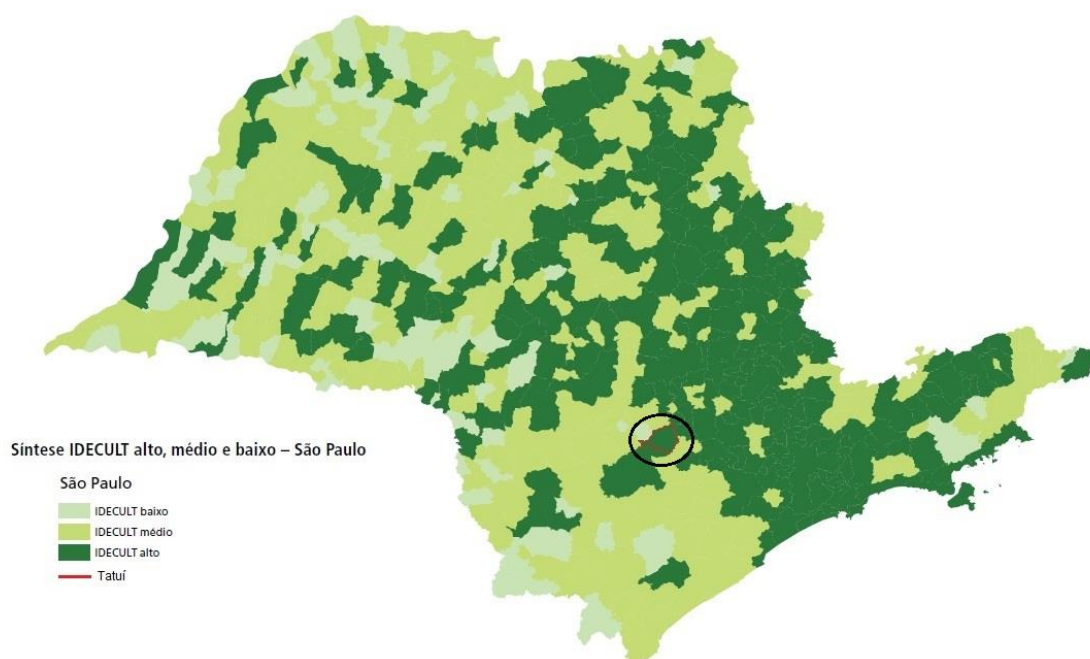 Síntese IDECULT alto, médio e baixo – São Paulo
São Paulo
IDECULT baixo
IDECULT médio
IDECULT alto
Tatuí